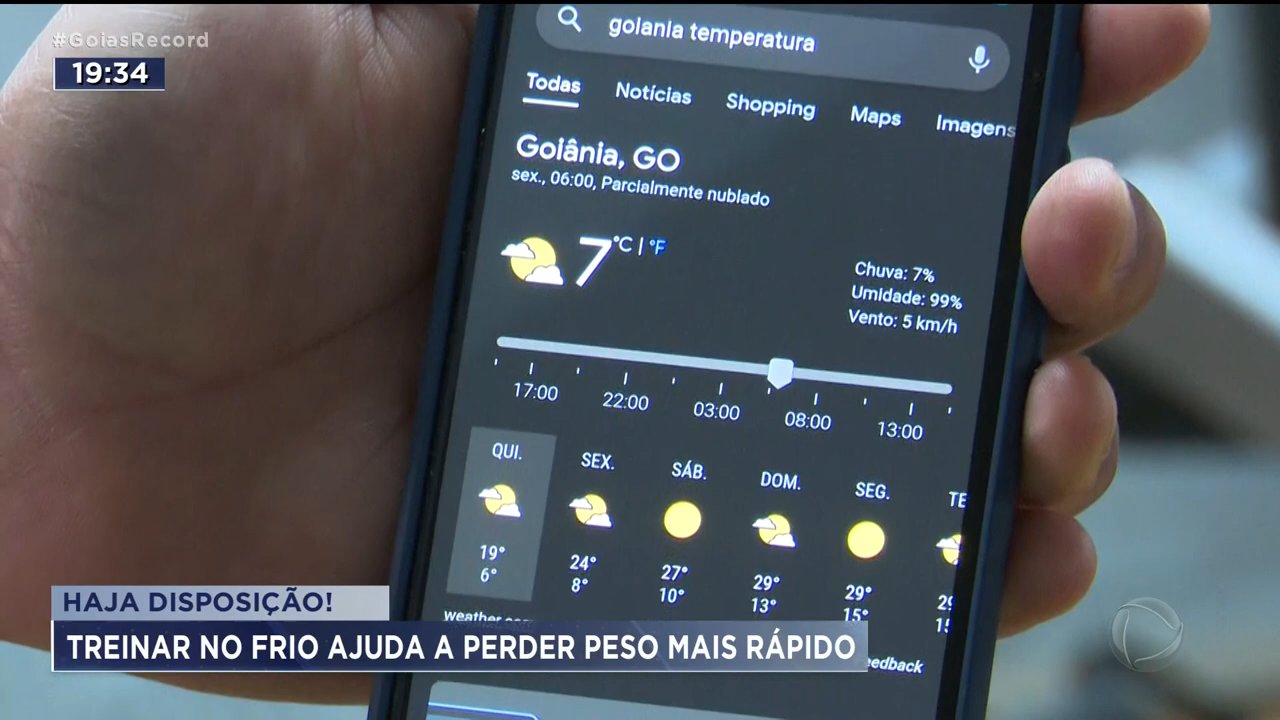 #GoiasRecord
19:34
goiania temperatura
Todas Notícias Shopping Maps Imagens
Goiânia, GO
sex., 06:00, Parcialmente nublado
7 °C | °F
Chuva: 7%
Umidade: 99%
Vento: 5 km/h
17:00 22:00 03:00 08:00 13:00
QUI. SEX. SÁB. DOM. SEG.
19° 24° 27° 29° 29°
6° 8° 10° 13° 15°
HAJA DISPOSIÇÃO!
TREINAR NO FRIO AJUDA A PERDER PESO MAIS RÁPIDO